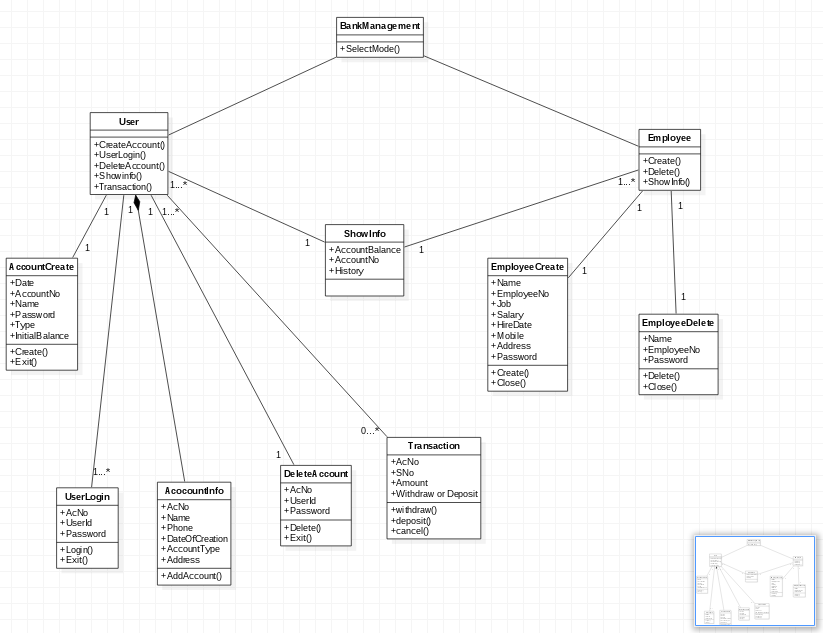 BankManagement
+SelectMode()
User
+CreateAccount()
+UserLogin()
+DeleteAccount()
+Showinfo()
+Transaction()
Employee
+Create()
+Delete()
+ShowInfo()
1...*
1...*
1
1
1
1...*
1
1
ShowInfo
+AccountBalance
+AccountNo
+History
1
1
1
1
AccountCreate
+Date
+AccountNo
+Name
+Password
+Type
+InitialBalance
+Create()
+Exit()
EmployeeCreate
+Name
+EmployeeNo
+Job
+Salary
+HireDate
+Mobile
+Address
+Password
+Create()
+Close()
1
EmployeeDelete
+Name
+EmployeeNo
+Password
+Delete()
+Close()
0...*
1
1...*
UserLogin
+AcNo
+UserId
+Password
+Login()
+Exit()
AcocountInfo
+AcNo
+Name
+Phone
+DateOfCreation
+AccountType
+Address
+AddAccount()
DeleteAccount
+AcNo
+UserId
+Password
+Delete()
+Exit()
Transaction
+AcNo
+SNo
+Amount
+Withdraw or Deposit
+withdraw()
+deposit()
+cancel()